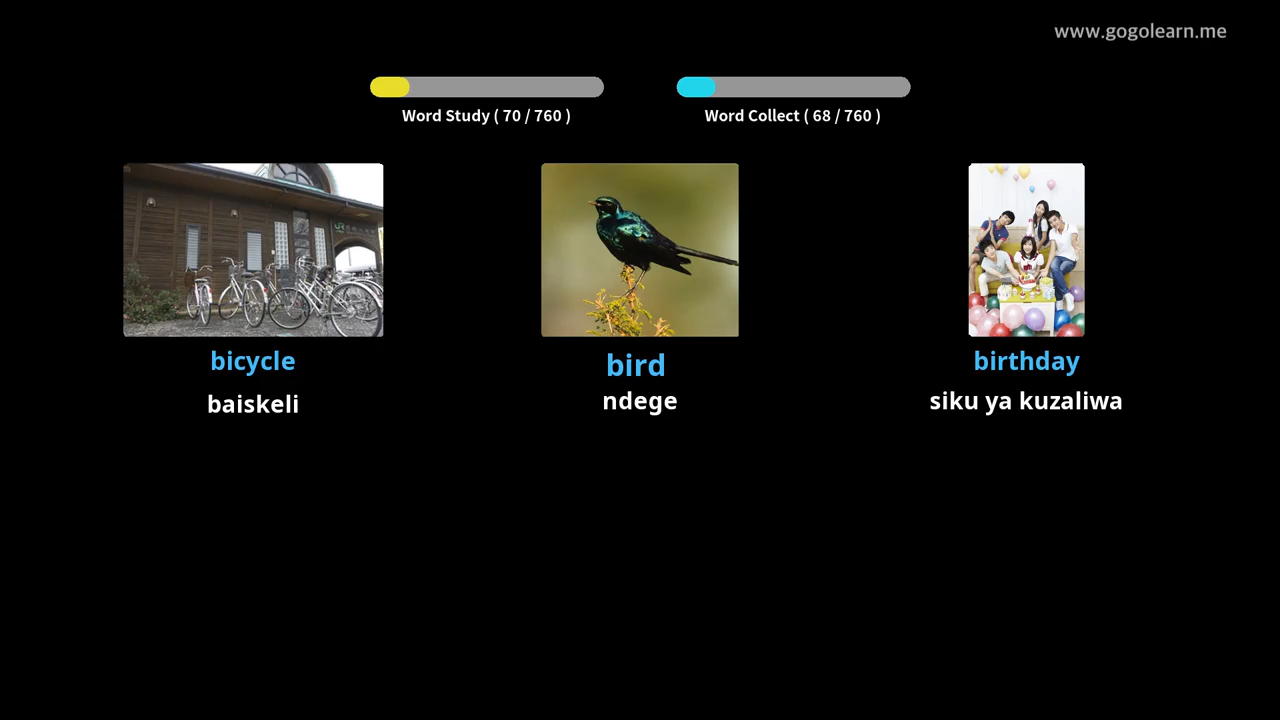 www.gogolearn.me
Word Study ( 70 / 760 )
Word Collect ( 68 / 760 )
JR
bicycle
bird
birthday
baiskeli
ndege
siku ya kuzaliwa